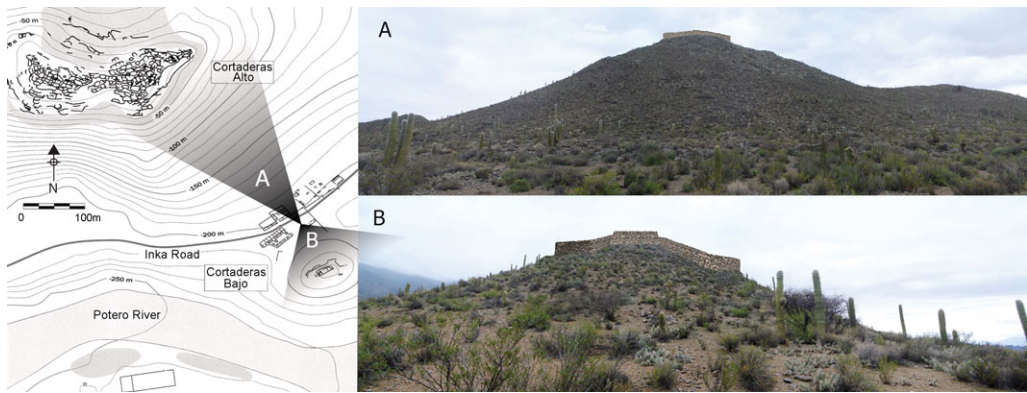 -50 m
Cortaderas
Alto
-50 m
-100 m
A
N
-150 m
0
100m
-200 m
B
Inka Road
Cortaderas
Bajo
-250 m
Potero River
A
B